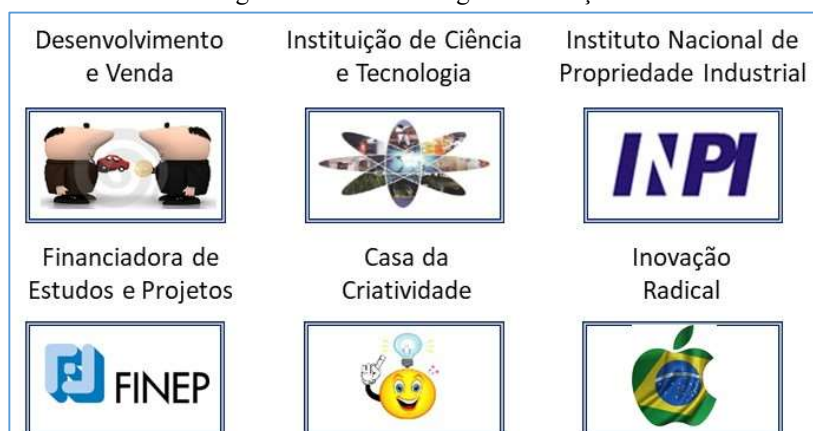 Desenvolvimento
e Venda
Instituição de Ciência
e Tecnologia
Instituto Nacional de
Propriedade Industrial
INPI
Financiadora de
Estudos e Projetos
Casa da
Criatividade
Inovação
Radical
FINEP